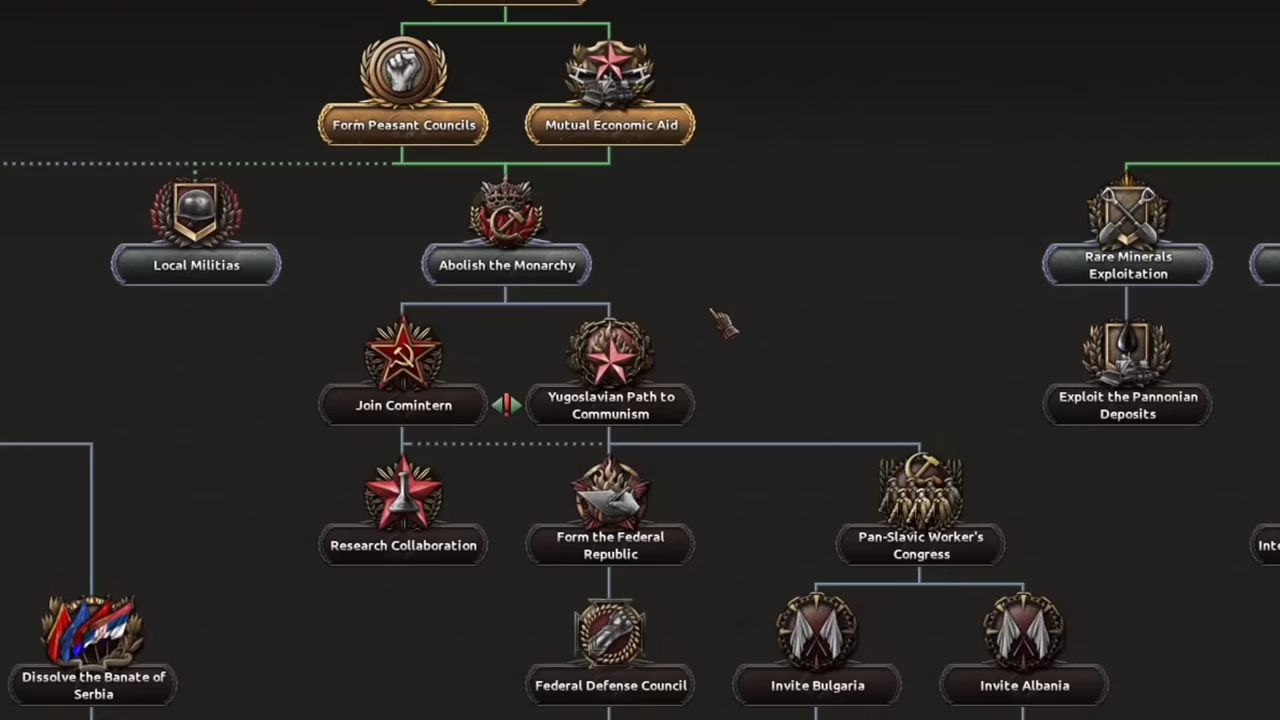 Form Peasant Councils
Mutual Economic Aid
Local Militias
Abolish the Monarchy
Rare Minerals
Exploitation
Join Comintern
Yugoslavian Path to
Communism
Exploit the Pannonian
Deposits
Research Collaboration
Form the Federal
Republic
Pan-Slavic Worker's
Congress
Inte
Dissolve the Banate of
Serbia
Federal Defense Council
Invite Bulgaria
Invite Albania